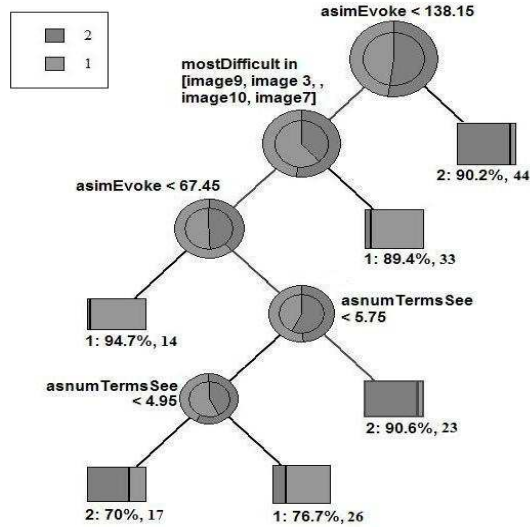 2
1
asimEvoke < 138.15
mostDifficult in
[image9, image 3, ,
image10, image7]
2: 90.2%, 44
asimEvoke < 67.45
1: 89.4%, 33
asnumTermsSee
< 5.75
1: 94.7%, 14
asnumTermsSee
< 4.95
2: 90.6%, 23
2: 70%, 17
1: 76.7%, 26